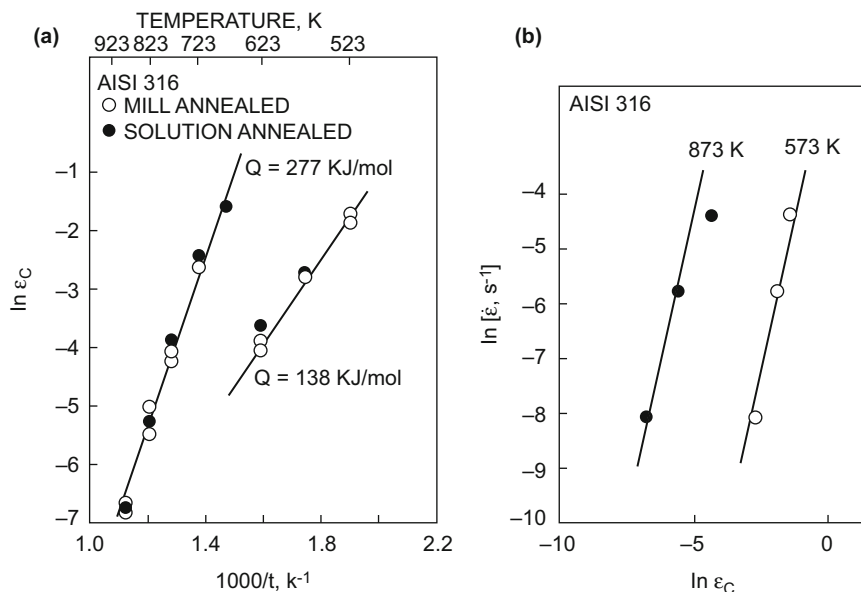 (a)
TEMPERATURE, K
923 823 723 623 523
AISI 316
MILL ANNEALED
SOLUTION ANNEALED
Q = 277 KJ/mol
Q = 138 KJ/mol
–1
–2
–3
–4
–5
–6
–7
ln εC
1.0 1.4 1.8 2.2
1000/t, k-1
(b)
AISI 316
873 K 573 K
–4
–5
–6
–7
–8
–9
–10
ln [ε̇, s-1]
–10 –5 0
ln εC